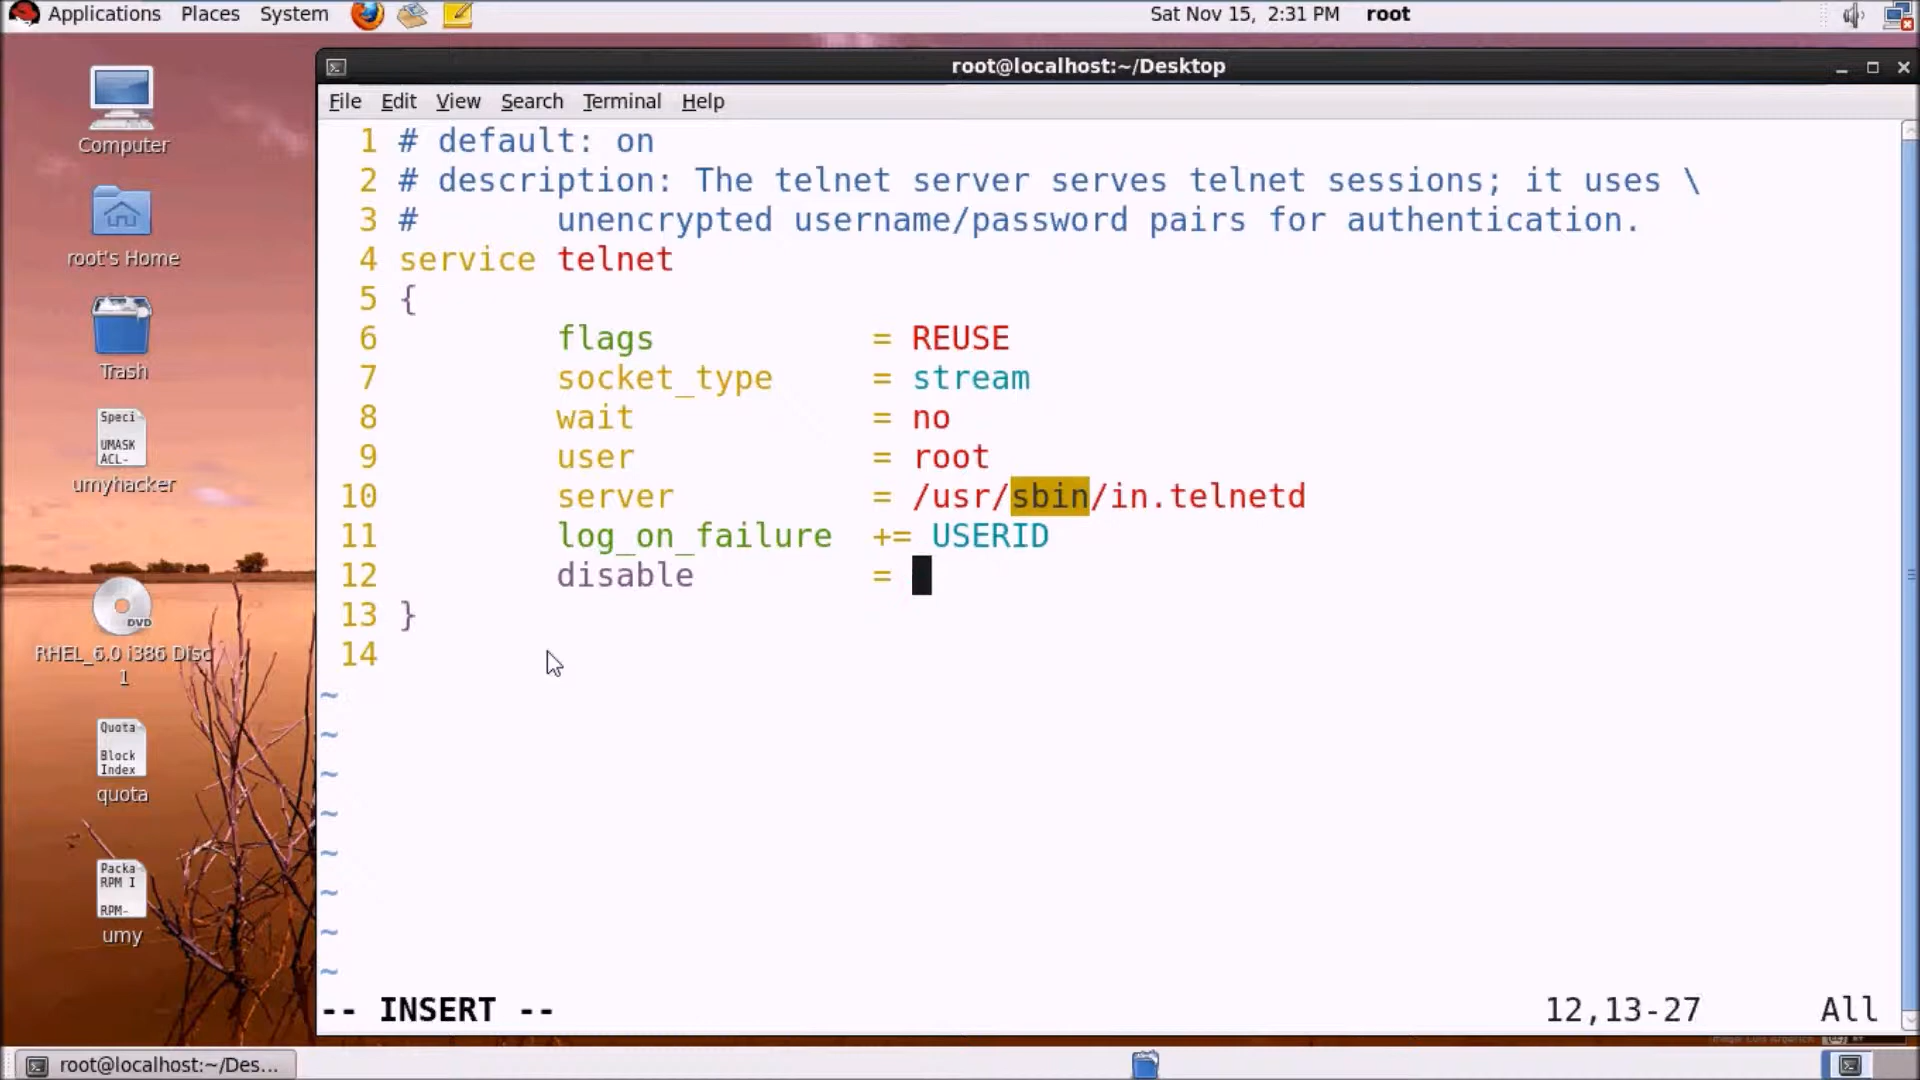 Applications Places System
Sat Nov 15, 2:31 PM root
root@localhost:~/Desktop
File Edit View Search Terminal Help
1 # default: on
2 # description: The telnet server serves telnet sessions; it uses \
3 # unencrypted username/password pairs for authentication.
4 service telnet
5 {
6 flags = REUSE
7 socket_type = stream
8 wait = no
9 user = root
10 server = /usr/sbin/in.telnetd
11 log_on_failure += USERID
12 disable =
13 }
14
~
~
~
~
~
~
~
~
-- INSERT -- 12,13-27 All
Computer
root's Home
Trash
Speci
UMASK
ACL-
umyhacker
DVD
RHEL_6.0 i386 Disc
1
Quota
Block
Index
quota
Packa
RPM I
RPM-
umy
root@localhost:~/Des...